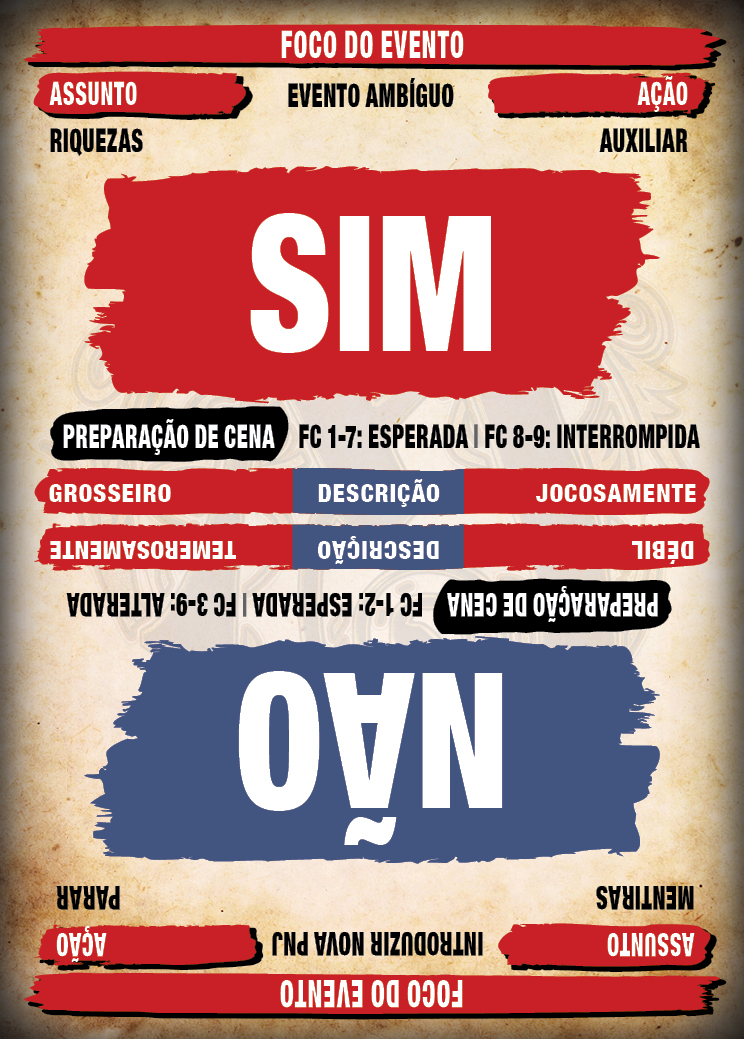 FOCO DO EVENTO
ASSUNTO EVENTO AMBÍGUO AÇÃO
RIQUEZAS AUXILIAR
SIM
PREPARAÇÃO DE CENA FC 1-7: ESPERADA | FC 8-9: INTERROMPIDA
GROSSEIRO DESCRIÇÃO JOCOSAMENTE
FOCO DO EVENTO
ASSUNTO INTRODUZIR NOVA PNJ AÇÃO
MENTIRAS PARAR
NÃO
PREPARAÇÃO DE CENA FC 1-2: ESPERADA | FC 3-9: ALTERADA
DÉBIL DESCRIÇÃO TEMEROSAMENTE